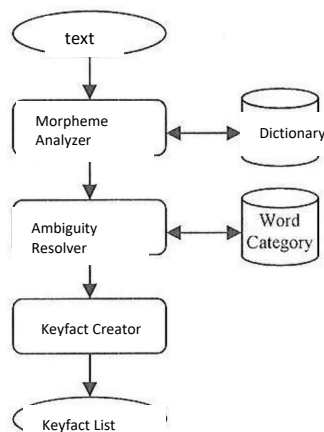 text
Morpheme
Analyzer
Dictionary
Ambiguity
Resolver
Word
Category
Keyfact Creator
Keyfact List